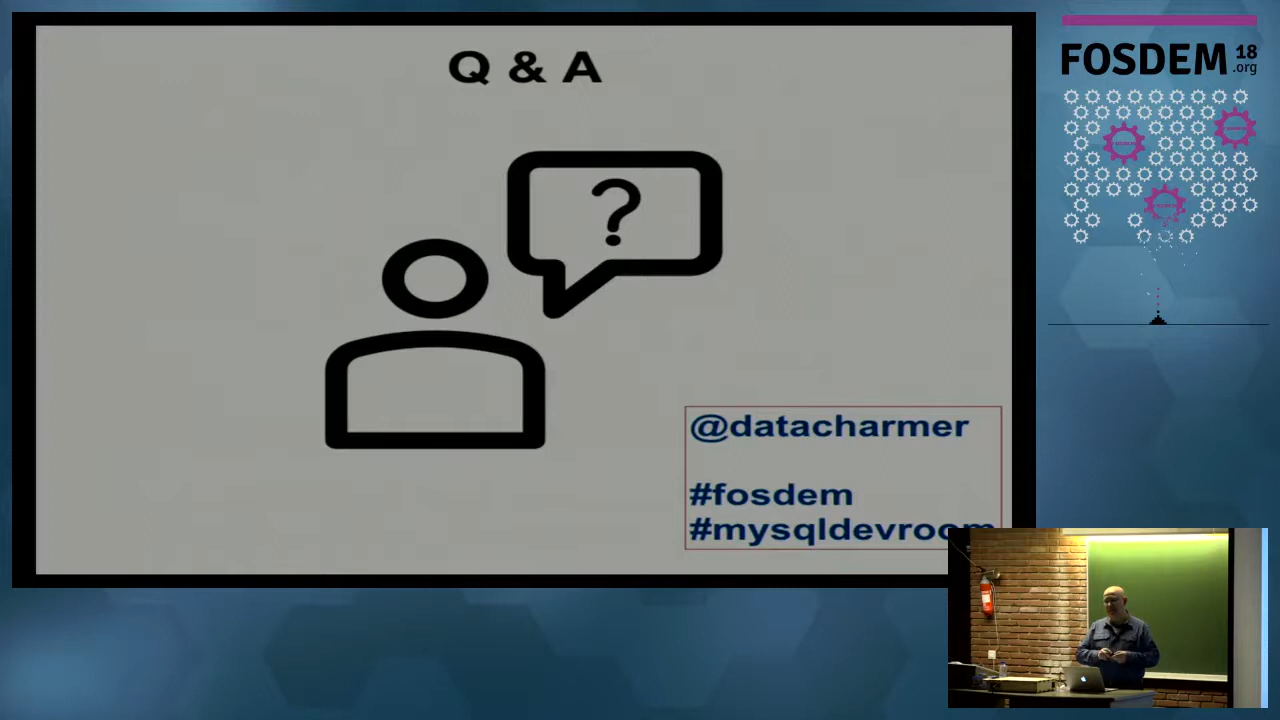 Q & A
?
@datacharmer
#fosdem
#mysqldevroom
FOSDEM 18
.org